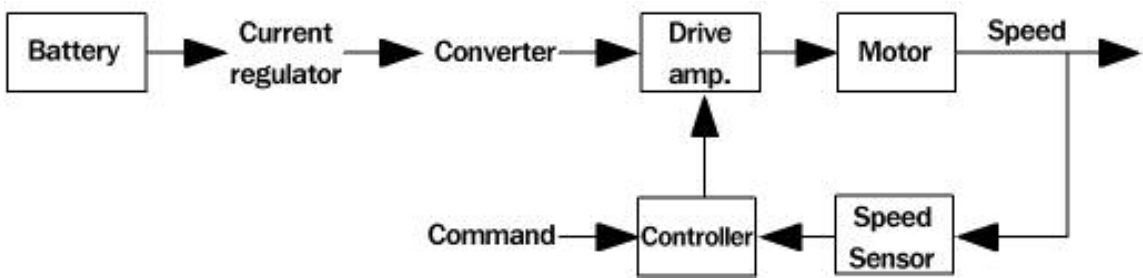 Battery
Current
regulator
Converter
Drive
amp.
Motor
Speed
Command
Controller
Speed
Sensor